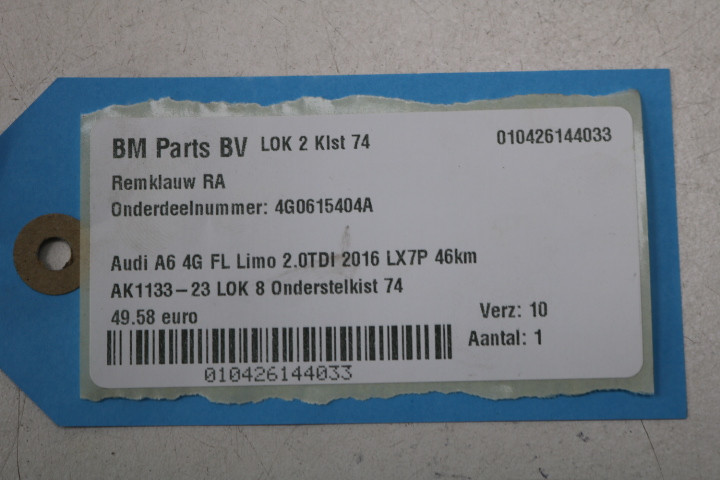 BM Parts BV LOK 2 Klst 74 010426144033
Remklauw RA
Onderdeelnummer: 4G0615404A
Audi A6 4G FL Limo 2.0TDI 2016 LX7P 46km
AK1133-23 LOK 8 Onderstelkist 74
49.58 euro Verz: 10
Aantal: 1
010426144033